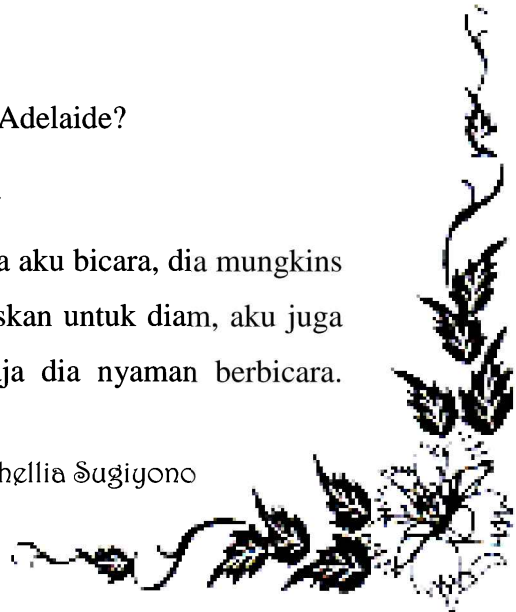 Adelaide?
.
a aku bicara, dia mungkins
skan untuk diam, aku juga
ja dia nyaman berbicara.
hellia Sugiyono